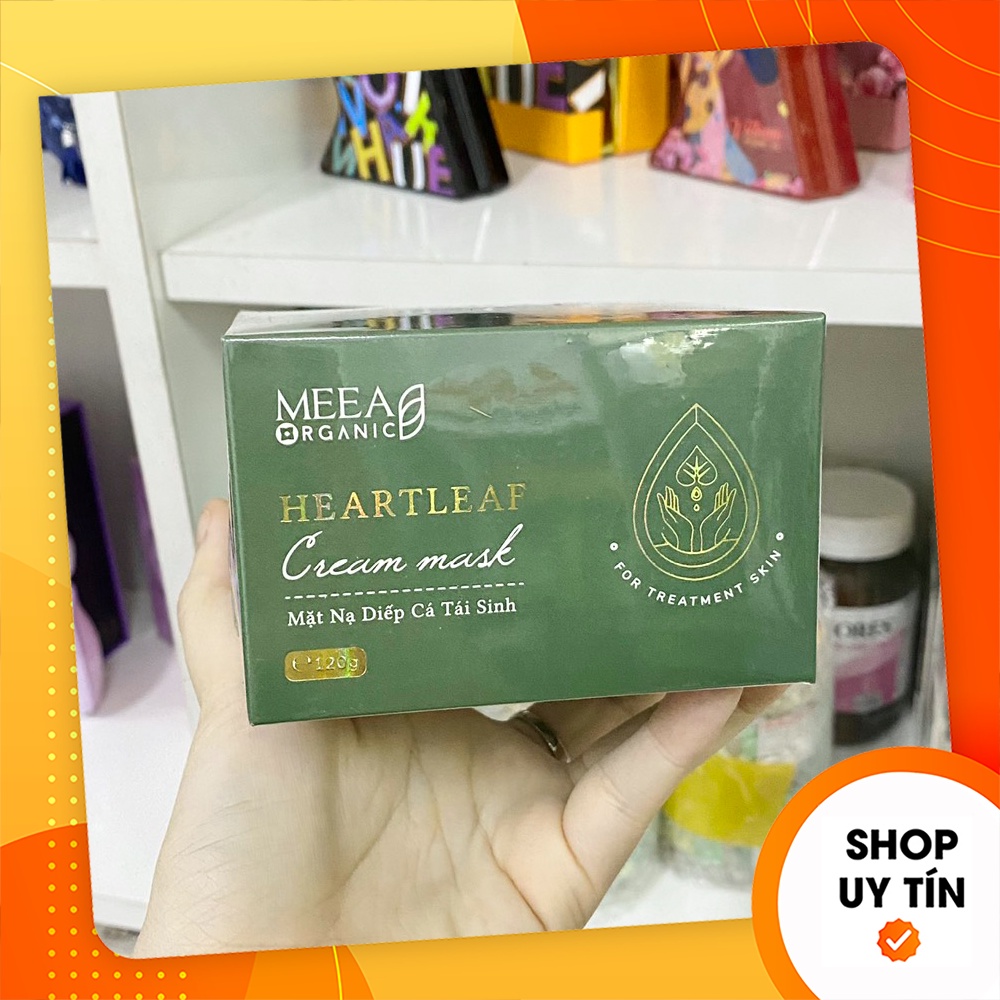 MEEA
ORGANIC
HEARTLEAF
Cream mask
Mặt Nạ Diếp Cá Tái Sinh
℮ 120g
FOR TREATMENT SKIN
SHOP
UY TÍN